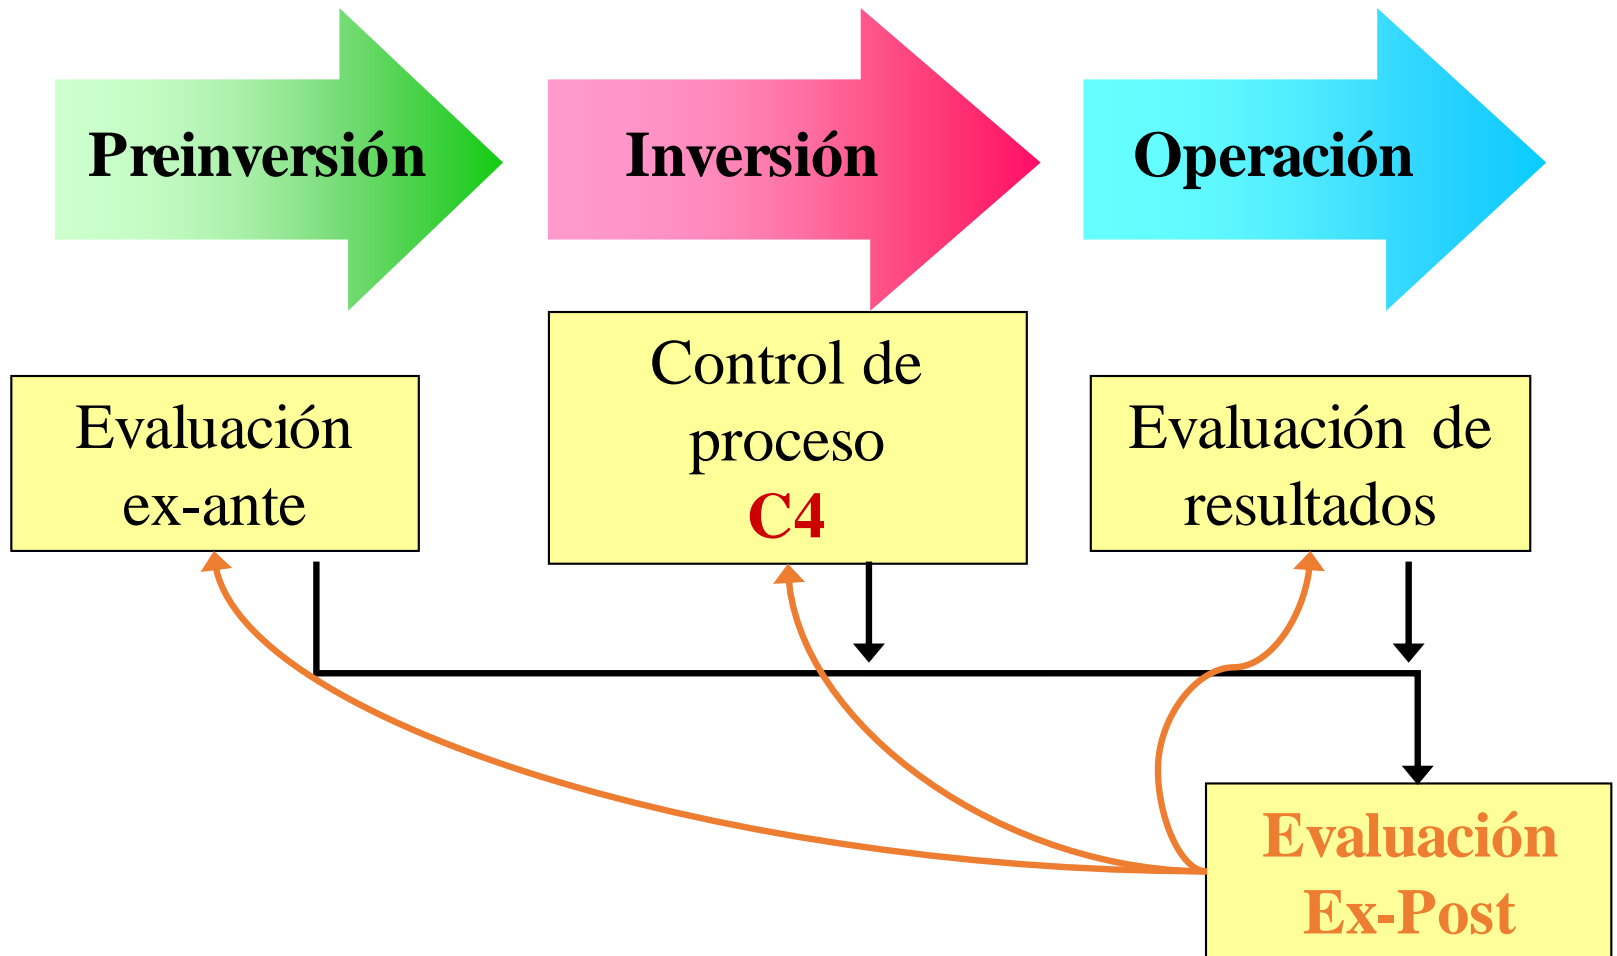 Preinversión
Inversión
Operación
Control de
proceso
C4
Evaluación
ex-ante
Evaluación de
resultados
Evaluación
Ex-Post